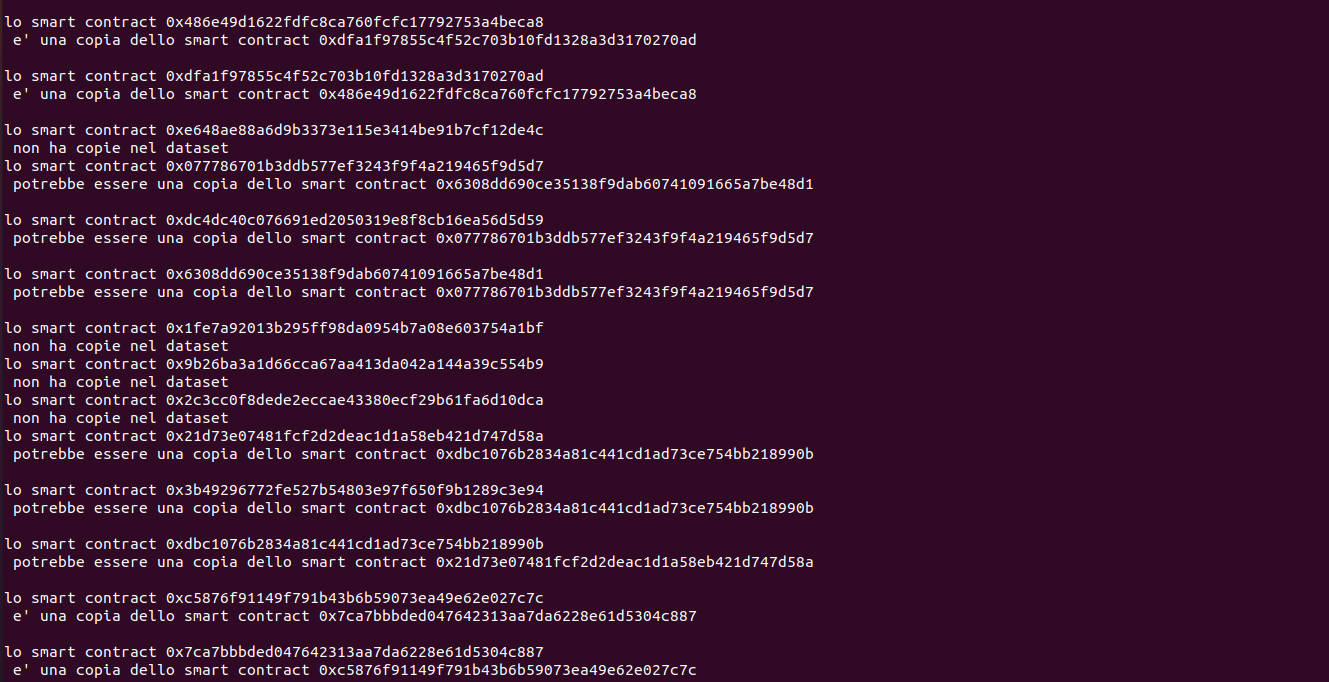 lo smart contract 0x486e49d1622fdfc8ca760fcfc17792753a4beca8
e' una copia dello smart contract 0xdfa1f97855c4f52c703b10fd1328a3d3170270ad
lo smart contract 0xdfa1f97855c4f52c703b10fd1328a3d3170270ad
e' una copia dello smart contract 0x486e49d1622fdfc8ca760fcfc17792753a4beca8
lo smart contract 0xe648ae88a6d9b3373e115e3414be91b7cf12de4c
non ha copie nel dataset
lo smart contract 0x077786701b3ddb577ef3243f9f4a219465f9d5d7
potrebbe essere una copia dello smart contract 0x6308dd690ce35138f9dab60741091665a7be48d1
lo smart contract 0xdc4dc40c076691ed2050319e8f8cb16ea56d5d59
potrebbe essere una copia dello smart contract 0x077786701b3ddb577ef3243f9f4a219465f9d5d7
lo smart contract 0x6308dd690ce35138f9dab60741091665a7be48d1
potrebbe essere una copia dello smart contract 0x077786701b3ddb577ef3243f9f4a219465f9d5d7
lo smart contract 0x1fe7a92013b295ff98da0954b7a08e603754a1bf
non ha copie nel dataset
lo smart contract 0x9b26ba3a1d66cca67aa413da042a144a39c554b9
non ha copie nel dataset
lo smart contract 0x2c3cc0f8dede2eccae43380ecf29b61fa6d10dca
non ha copie nel dataset
lo smart contract 0x21d73e07481fcf2d2deac1d1a58eb421d747d58a
potrebbe essere una copia dello smart contract 0xdbc1076b2834a81c441cd1ad73ce754bb218990b
lo smart contract 0x3b49296772fe527b54803e97f650f9b1289c3e94
potrebbe essere una copia dello smart contract 0xdbc1076b2834a81c441cd1ad73ce754bb218990b
lo smart contract 0xdbc1076b2834a81c441cd1ad73ce754bb218990b
potrebbe essere una copia dello smart contract 0x21d73e07481fcf2d2deac1d1a58eb421d747d58a
lo smart contract 0xc5876f91149f791b43b6b59073ea49e62e027c7c
e' una copia dello smart contract 0x7ca7bbbded047642313aa7da6228e61d5304c887
lo smart contract 0x7ca7bbbded047642313aa7da6228e61d5304c887
e' una copia dello smart contract 0xc5876f91149f791b43b6b59073ea49e62e027c7c